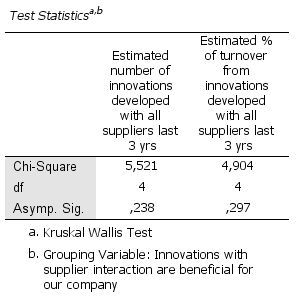 Test Statistics a,b
Estimated number of innovations developed with all suppliers last 3 yrs
Estimated % of turnover from innovations developed with all suppliers last 3 yrs
Chi-Square 5,521 4,904
df 4 4
Asymp. Sig. ,238 ,297
a. Kruskal Wallis Test
b. Grouping Variable: Innovations with
supplier interaction are beneficial for
our company